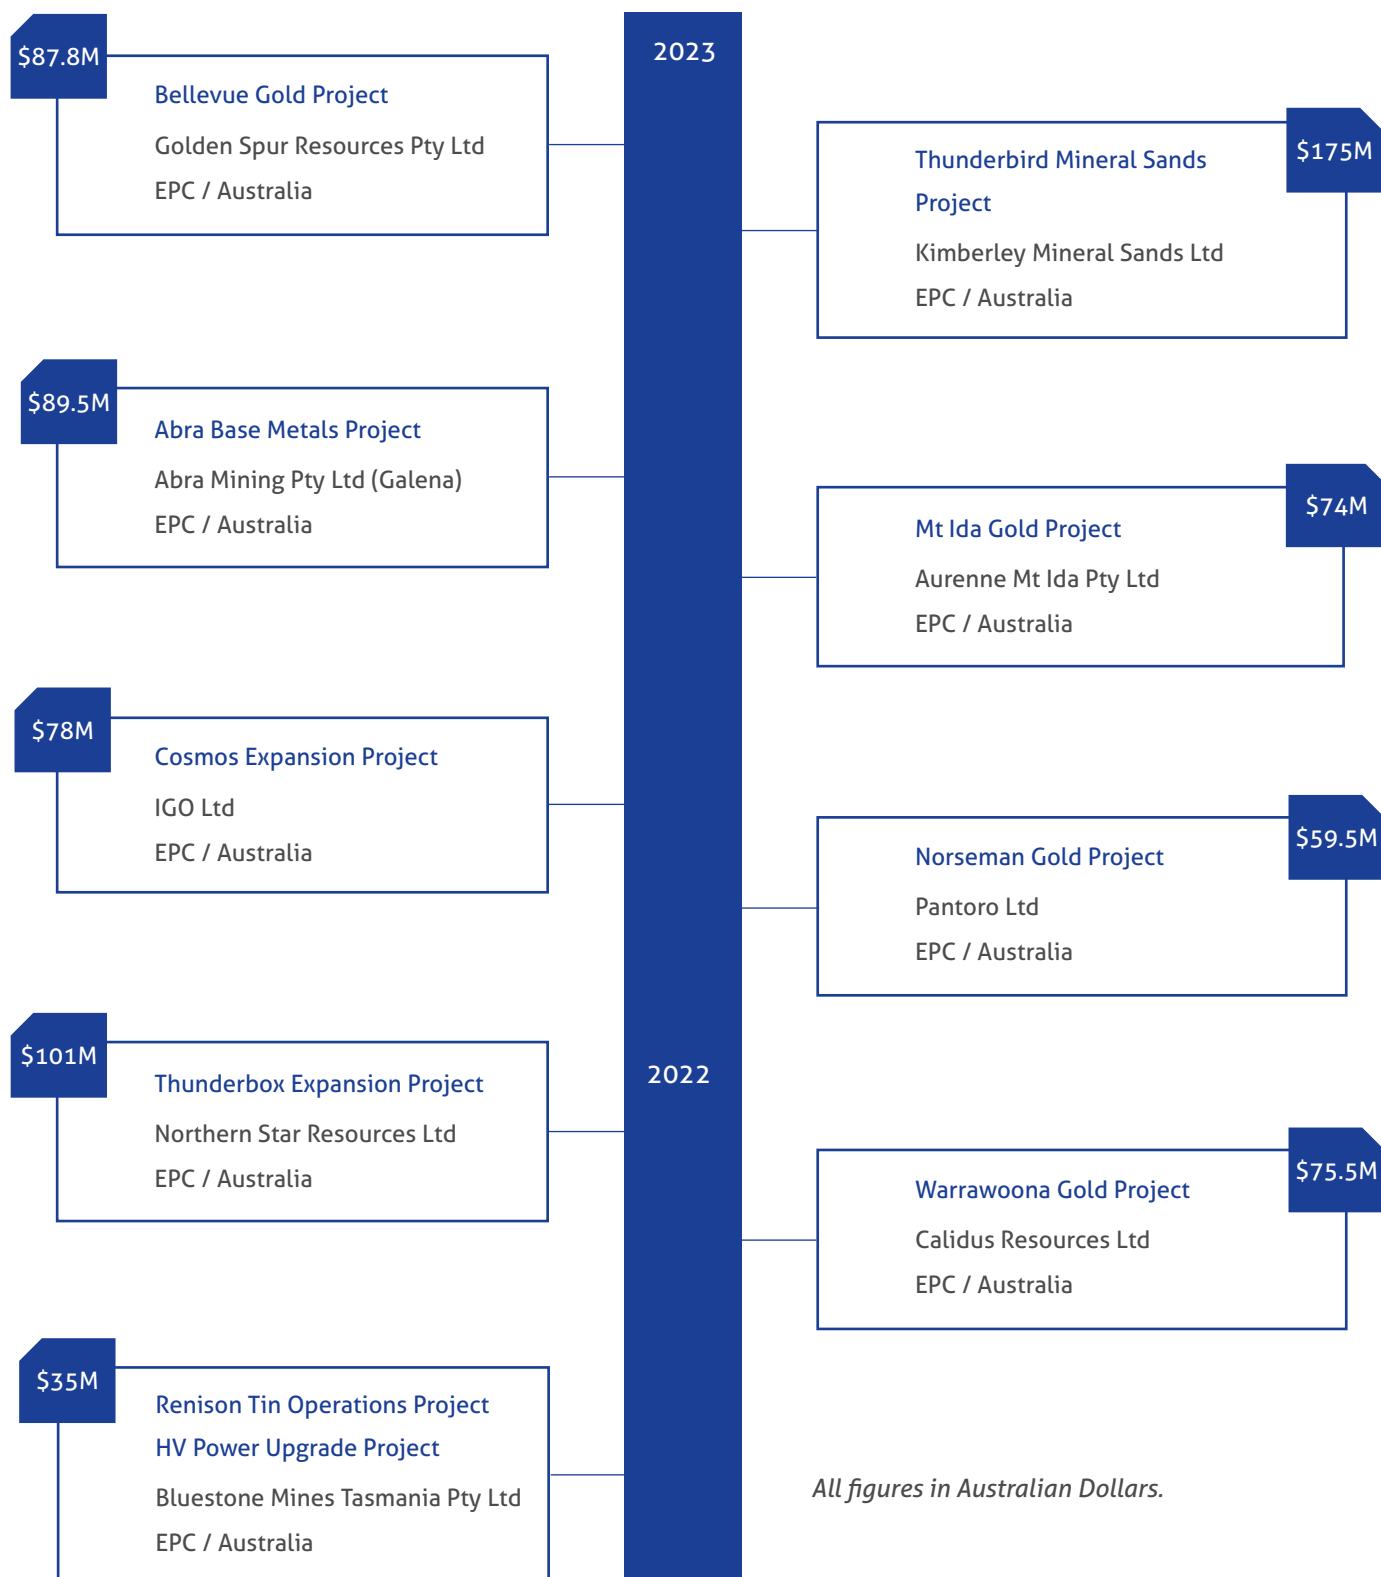 2023
$87.8M
Bellevue Gold Project
Golden Spur Resources Pty Ltd
EPC / Australia
$175M
Thunderbird Mineral Sands
Project
Kimberley Mineral Sands Ltd
EPC / Australia
$89.5M
Abra Base Metals Project
Abra Mining Pty Ltd (Galena)
EPC / Australia
$74M
Mt Ida Gold Project
Aurenne Mt Ida Pty Ltd
EPC / Australia
$78M
Cosmos Expansion Project
IGO Ltd
EPC / Australia
$59.5M
Norseman Gold Project
Pantoro Ltd
EPC / Australia
2022
$101M
Thunderbox Expansion Project
Northern Star Resources Ltd
EPC / Australia
$75.5M
Warrawoona Gold Project
Calidus Resources Ltd
EPC / Australia
$35M
Renison Tin Operations Project
HV Power Upgrade Project
Bluestone Mines Tasmania Pty Ltd
EPC / Australia
All figures in Australian Dollars.